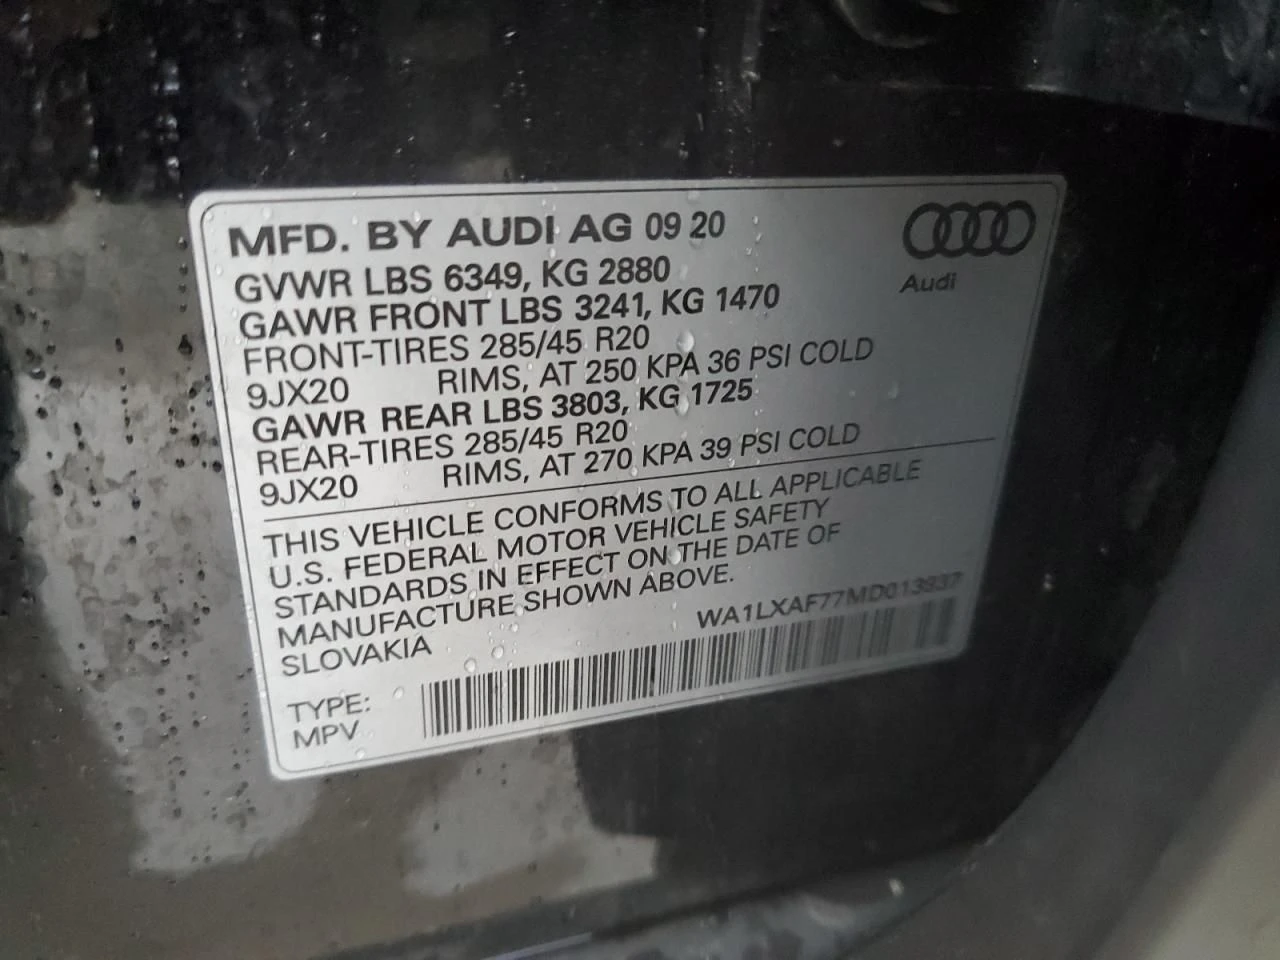 MFD. BY AUDI AG 09 20
Audi
GVWR LBS 6349, KG 2880
GAWR FRONT LBS 3241, KG 1470
FRONT-TIRES 285/45 R20
9JX20 RIMS, AT 250 KPA 36 PSI COLD
GAWR REAR LBS 3803, KG 1725
REAR-TIRES 285/45 R20
9JX20 RIMS, AT 270 KPA 39 PSI COLD
THIS VEHICLE CONFORMS TO ALL APPLICABLE
U.S. FEDERAL MOTOR VEHICLE SAFETY
STANDARDS IN EFFECT ON THE DATE OF
MANUFACTURE SHOWN ABOVE.
SLOVAKIA
WA1LXAF77MD013937
TYPE:
MPV